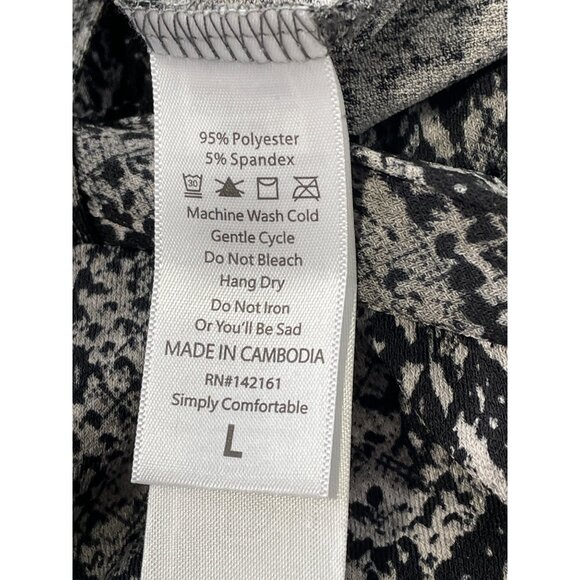 95% Polyester
5% Spandex
30
Machine Wash Cold
Gentle Cycle
Do Not Bleach
Hang Dry
Do Not Iron
Or You'll Be Sad
MADE IN CAMBODIA
RN#142161
Simply Comfortable
L